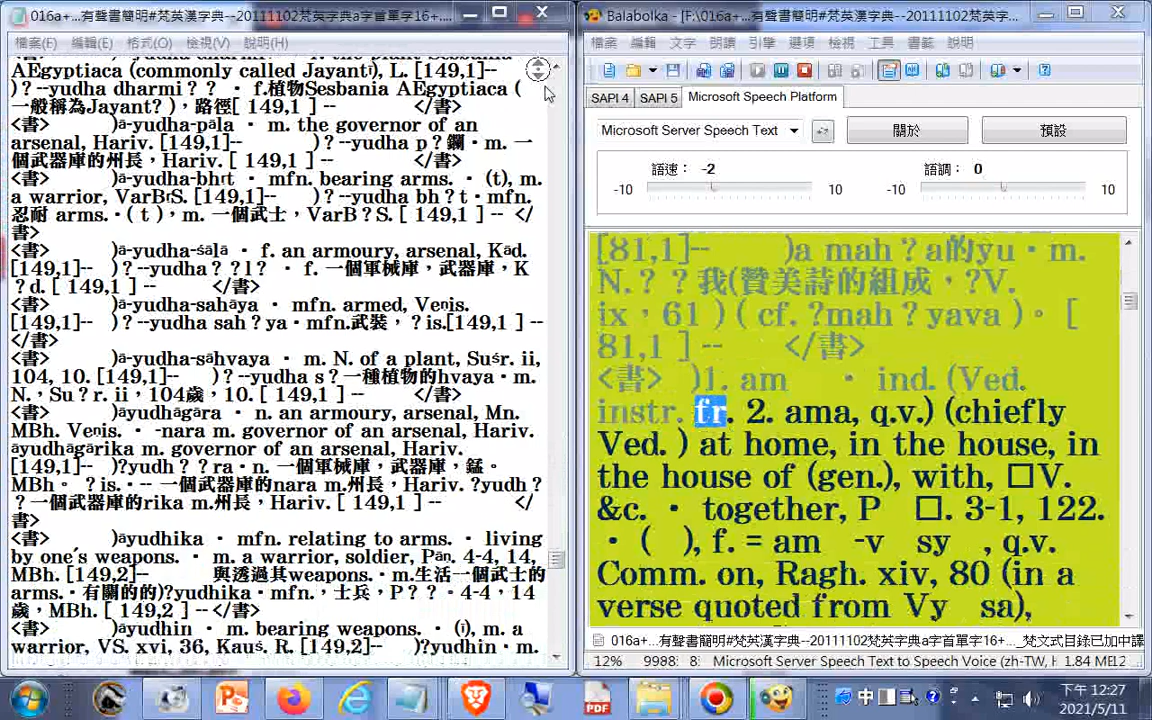 016a+...有聲書簡明#梵英漢字典--20111102梵英字典a字首單字16+...
檔案(F) 編輯(E) 格式(O) 檢視(V) 說明(H)
AEgyptiaca (commonly called Jayantī), L. [149,1]--
)? --yudha dharmi? ? · f.植物Sesbania AEgyptiaca (
一般稱為Jayant? )，路徑[ 149,1 ] -- </書>
<書> )ā-yudha-pāla · m. the governor of an
arsenal, Hariv. [149,1]-- )? --yudha p?鑭·m. 一
個武器庫的州長，Hariv. [ 149,1 ] -- </書>
<書> )ā-yudha-bhṛt · mfn. bearing arms. · (t), m.
a warrior, VarBṛS. [149,1]-- )? --yudha bh ? t·mfn.
忍耐 arms.·( t )，m. 一個武士，VarB ? S. [ 149,1 ] -- </
書>
<書> )ā-yudha-śālā · f. an armoury, arsenal, Kād.
[149,1]-- )? --yudha ? ? l ? · f. 一個軍械庫，武器庫，K
? d. [ 149,1 ] -- </書>
<書> )ā-yudha-sahāya · mfn. armed, Veṇis.
[149,1]-- )? --yudha sah ? ya·mfn.武裝，? is.[149,1 ] --
</書>
<書> )ā-yudha-sāhvaya · m. N. of a plant, Suśr. ii,
104, 10. [149,1]-- )? --yudha s? 一種植物的hvaya·m.
N.，Su ? r. ii，104歲，10. [ 149,1 ] -- </書>
<書> )āyudhāgāra · n. an armoury, arsenal, Mn.
MBh. Veṇis. · -nara m. governor of an arsenal, Hariv.
āyudhāgārika m. governor of an arsenal, Hariv.
[149,1]-- )?yudh ? ? ra·n. 一個軍械庫，武器庫，錳。
MBh。 ? is.·-- 一個武器庫的nara m.州長，Hariv. ?yudh ?
? 一個武器庫的rika m.州長，Hariv. [ 149,1 ] -- </
書>
<書> )āyudhika · mfn. relating to arms. · living
by one's weapons. · m. a warrior, soldier, Pāṇ. 4-4, 14,
MBh. [149,2]-- 與透過其weapons.·m.生活一個武士的
arms.·有關的的)?yudhika·mfn.，士兵，P ? ?。4-4，14
歲，MBh. [ 149,2 ] -- </書>
<書> )āyudhin · m. bearing weapons. · (ī), m. a
warrior, VS. xvi, 36, Kauś. R. [149,2]-- )?yudhin·m.
Balabolka - [F:\016a+...有聲書簡明#梵英漢字典--20111102梵英字...
檔案 編輯 文字 朗讀 引擎 選項 檢視 工具 書籤 說明
SAPI 4 SAPI 5 Microsoft Speech Platform
Microsoft Server Speech Text 關於 預設
語速： -2 語調： 0
-10 10 -10 10
[81,1]-- )a mah ? a的yu·m.
N.? ? 我(贊美詩的組成，?V.
ix，61 ) ( cf. ?mah ? yava )。[
81,1 ] -- </書>
<書> )1. am · ind. (Ved.
instr. fr. 2. ama, q.v.) (chiefly
Ved. ) at home, in the house, in
the house of (gen.), with, □V.
&c. · together, P □. 3-1, 122.
· ( ), f. = am -v sy , q.v.
Comm. on, Ragh. xiv, 80 (in a
verse quoted from Vy sa),
016a+...有聲書簡明#梵英漢字典--20111102梵英字典a字首單字16+..._梵文式目錄已加中譯
12% 9988 8: Microsoft Server Speech Text to Speech Voice (zh-TW, H 1.84 ME12
中
下午 12:27
2021/5/11